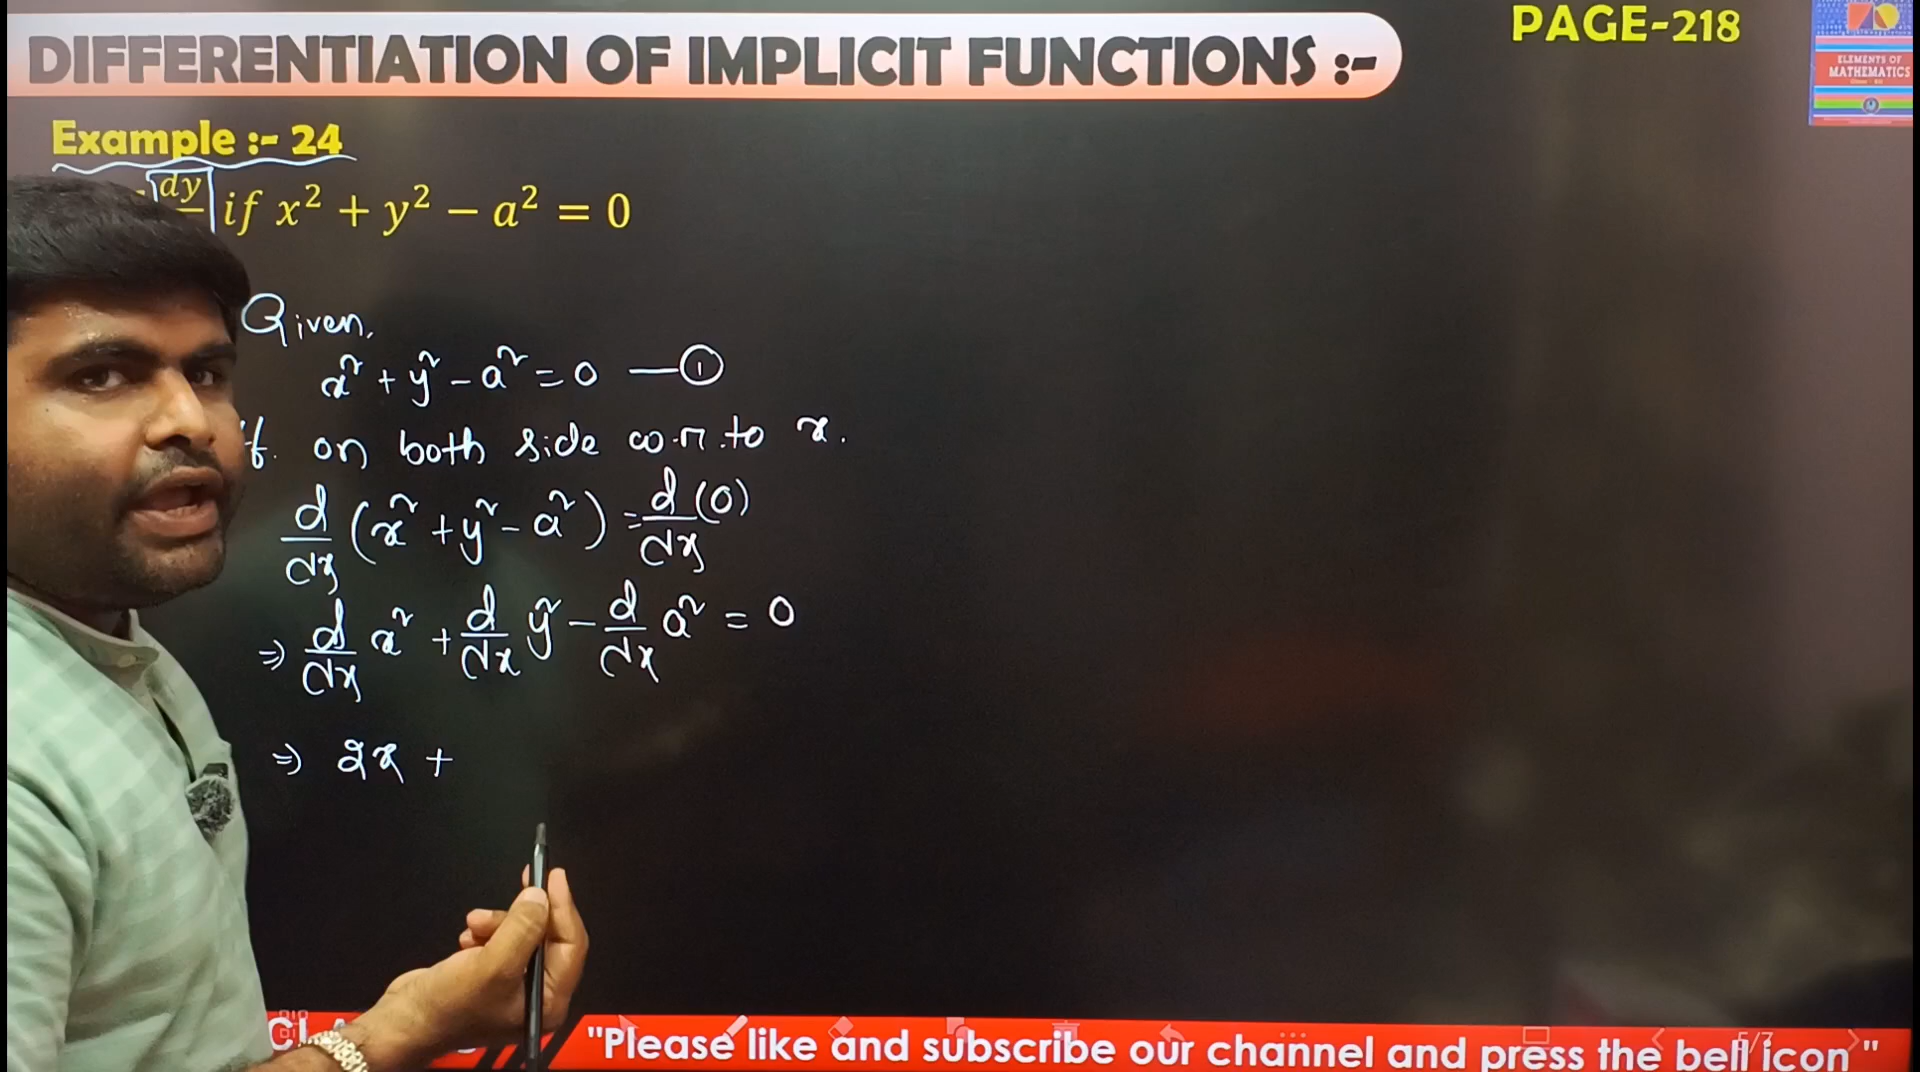 DIFFERENTIATION OF IMPLICIT FUNCTIONS :-
PAGE-218
ELEMENTS OF
MATHEMATICS
Example :- 24
dy if x² + y² − a² = 0
Given,
x² + y² − a² = 0 —①
on both side w.r.to x.
d/dx (x² + y² − a²) = d/dx (0)
⇒ d/dx x² + d/dx y² − d/dx a² = 0
⇒ 2x +
"Please like and subscribe our channel and press the bell icon"
5/7